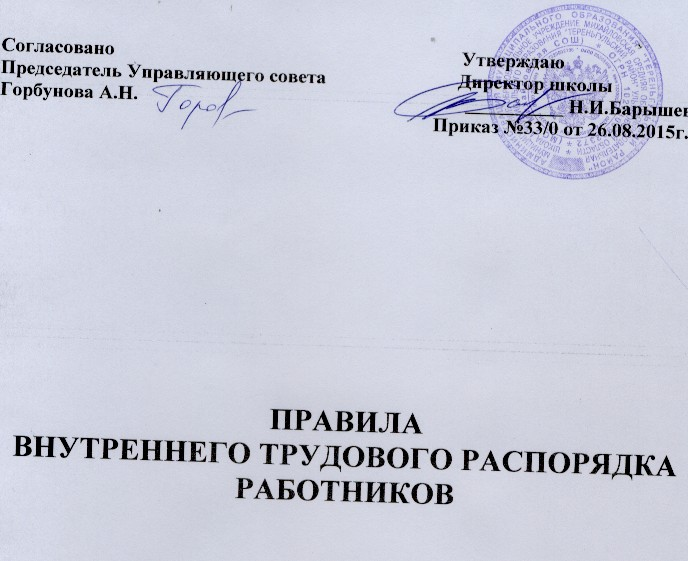 Согласовано
Председатель Управляющего совета
Горбунова А.Н.
Утверждаю
Директор школы
Н.И.Барышев
Приказ №33/0 от 26.08.2015г.
ПРАВИЛА
ВНУТРЕННЕГО ТРУДОВОГО РАСПОРЯДКА
РАБОТНИКОВ